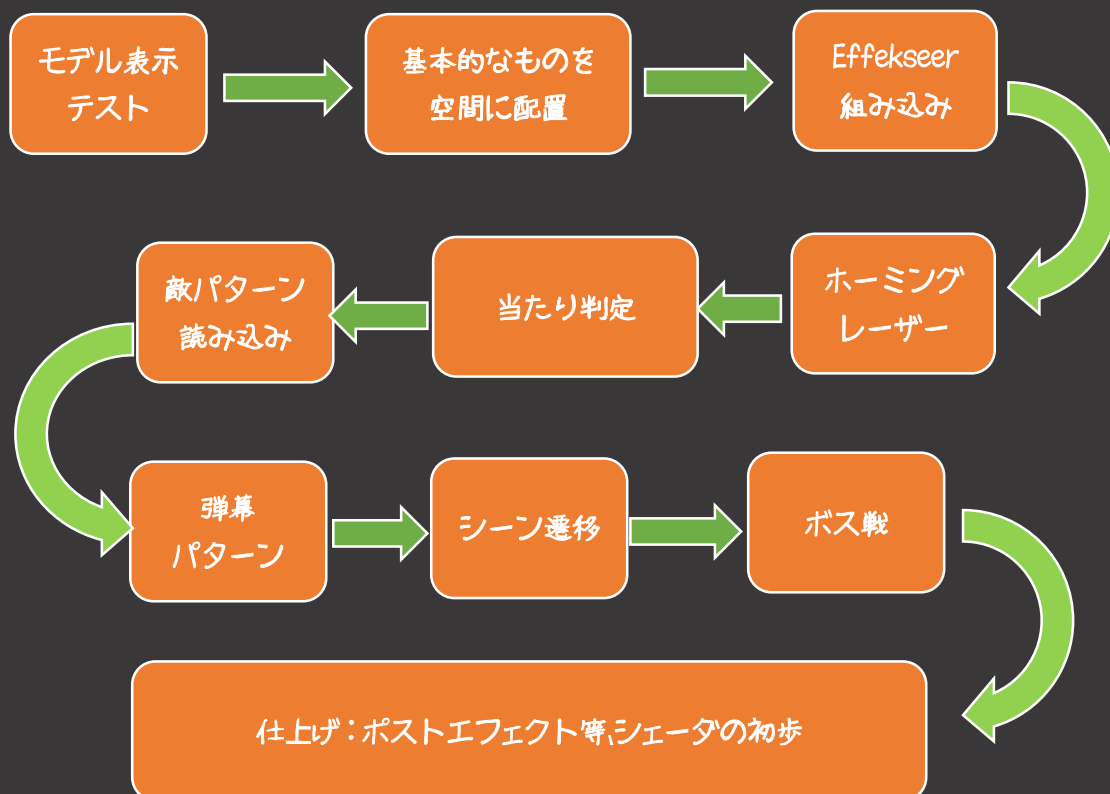 モデル表示
テスト
基本的なものを
空間に配置
Effekseer
組み込み
ホーミング
レーザー
当たり判定
敵パターン
読み込み
弾幕
パターン
シーン遷移
ボス戦
仕上げ：ポストエフェクト等、シェーダの初歩